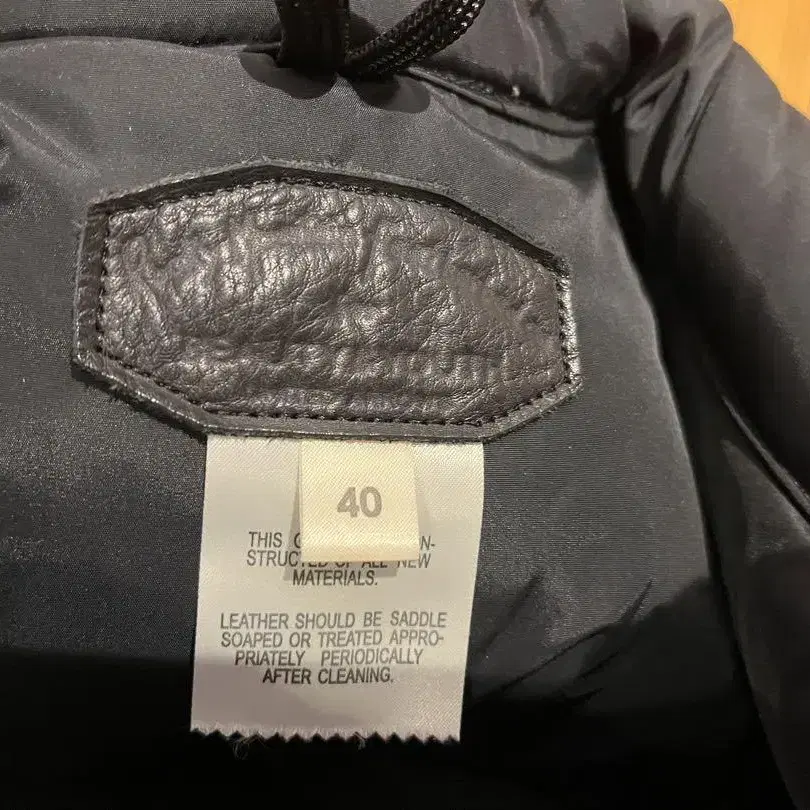 40
THIS
STRUCTED OF ALL NEW
MATERIALS.
LEATHER SHOULD BE SADDLE
SOAPED OR TREATED APPRO-
PRIATELY PERIODICALLY
AFTER CLEANING.